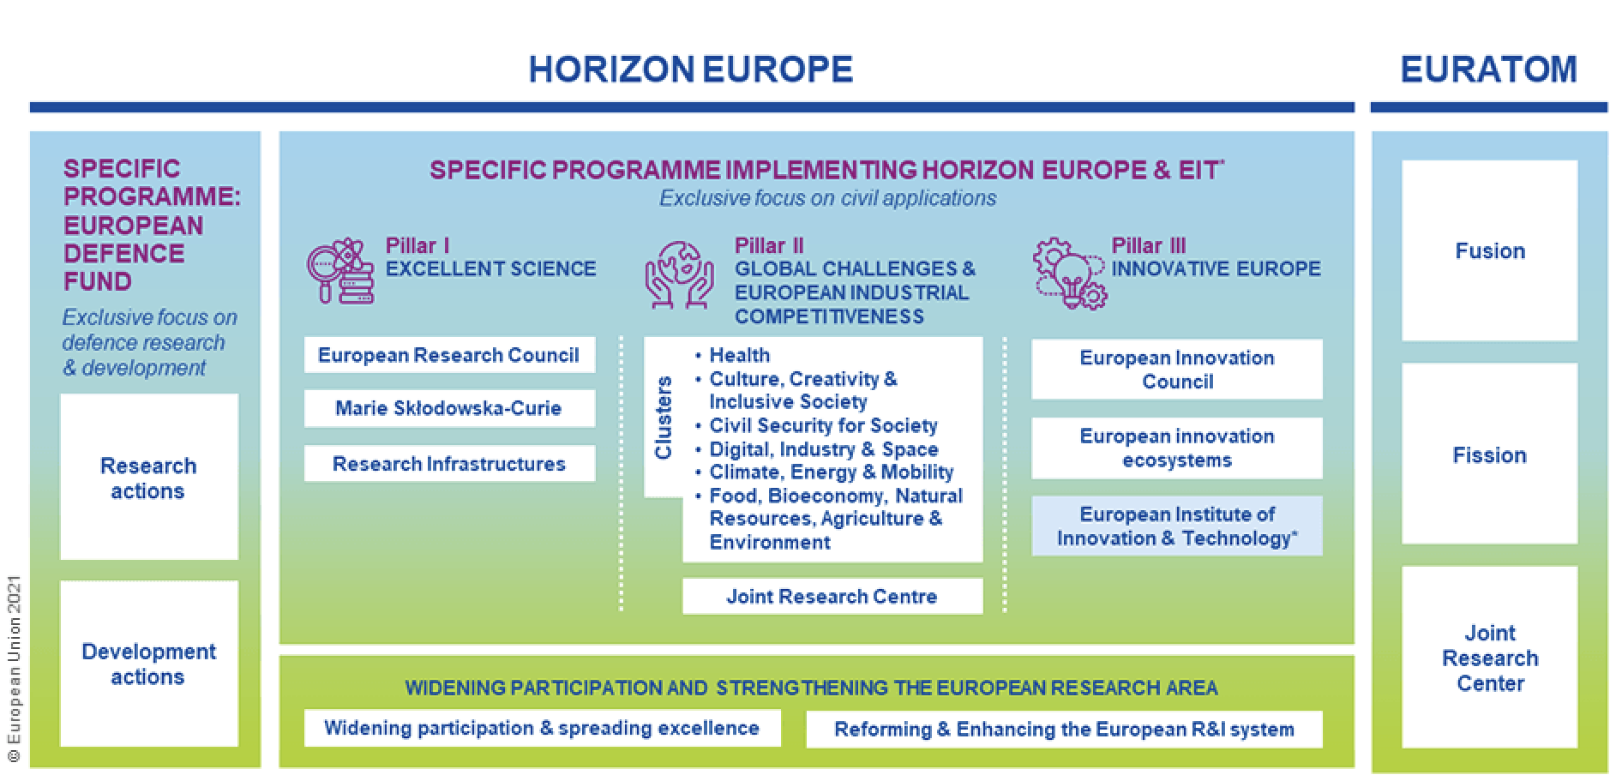 HORIZON EUROPE
EURATOM
SPECIFIC
PROGRAMME:
EUROPEAN
DEFENCE
FUND
Exclusive focus on
defence research
& development
Research
actions
Development
actions
SPECIFIC PROGRAMME IMPLEMENTING HORIZON EUROPE & EIT*
Exclusive focus on civil applications
Pillar I
EXCELLENT SCIENCE
European Research Council
Marie Skłodowska-Curie
Research Infrastructures
Pillar II
GLOBAL CHALLENGES &
EUROPEAN INDUSTRIAL
COMPETITIVENESS
Clusters
• Health
• Culture, Creativity &
Inclusive Society
• Civil Security for Society
• Digital, Industry & Space
• Climate, Energy & Mobility
• Food, Bioeconomy, Natural
Resources, Agriculture &
Environment
Joint Research Centre
Pillar III
INNOVATIVE EUROPE
European Innovation
Council
European innovation
ecosystems
European Institute of
Innovation & Technology*
WIDENING PARTICIPATION AND STRENGTHENING THE EUROPEAN RESEARCH AREA
Widening participation & spreading excellence
Reforming & Enhancing the European R&I system
Fusion
Fission
Joint
Research
Center
© European Union 2021